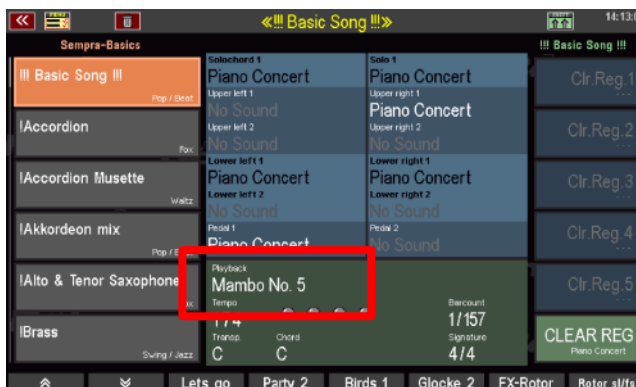 «!!! Basic Song !!!»
14:13:
Sempra-Basics
!!! Basic Song !!!
!!! Basic Song !!!
Pop / Beat
!Accordion
Fox
!Accordion Musette
Waltz
!Akkordeon mix
!Alto & Tenor Saxophone
!Brass
Swing / Jazz
Solochord 1
Piano Concert
Solo 1
Piano Concert
Upper left 1
No Sound
Upper right 1
Piano Concert
Upper left 2
No Sound
Upper right 2
No Sound
Lower left 1
Piano Concert
Lower right 1
Piano Concert
Lower left 2
No Sound
Lower right 2
No Sound
Pedal 1
Piano Concert
Pedal 2
No Sound
Playback
Mambo No. 5
Tempo
174
Barcount
1/157
Transp.
C
Chord
C
Signature
4/4
Clr.Reg.1
Clr.Reg.2
Clr.Reg.3
Clr.Reg.4
Clr.Reg.5
CLEAR REG
Piano Concert
Lets go
Party 2
Birds 1
Glocke 2
FX-Rotor
Rotor sl/fs